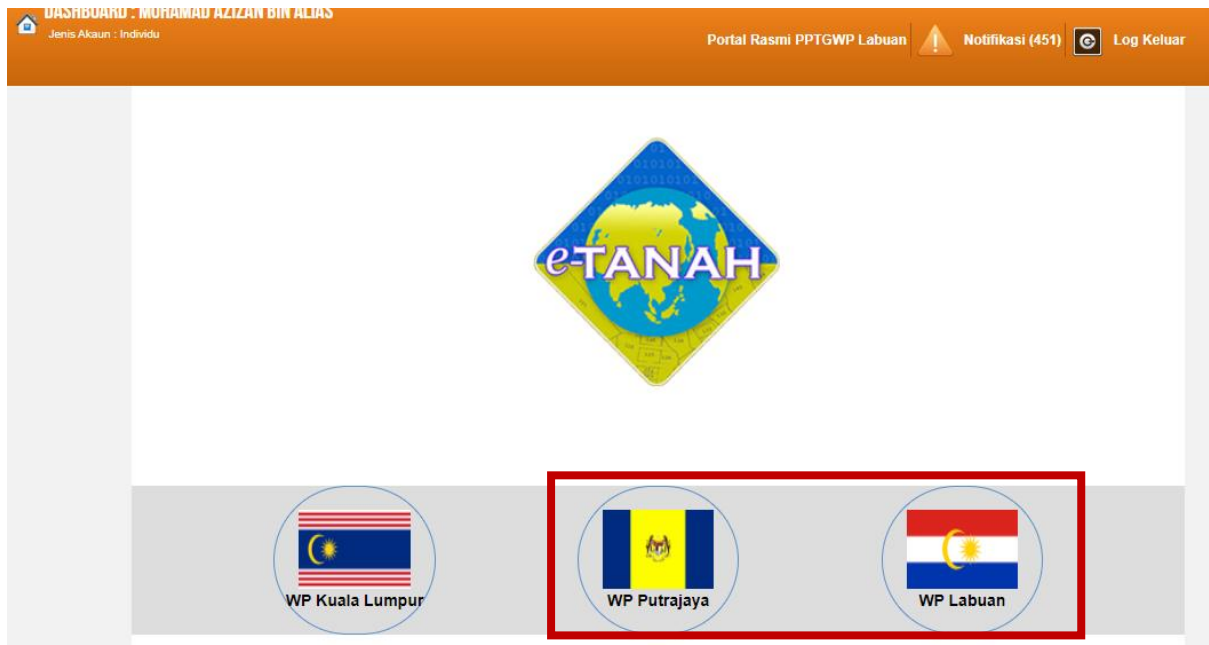 DASHBOARD : MUHAMAD AZIZAN BIN ALIAS
Jenis Akaun : Individu
Portal Rasmi PPTGWP Labuan
Notifikasi (451)
Log Keluar
e-TANAH
WP Kuala Lumpur
WP Putrajaya
WP Labuan